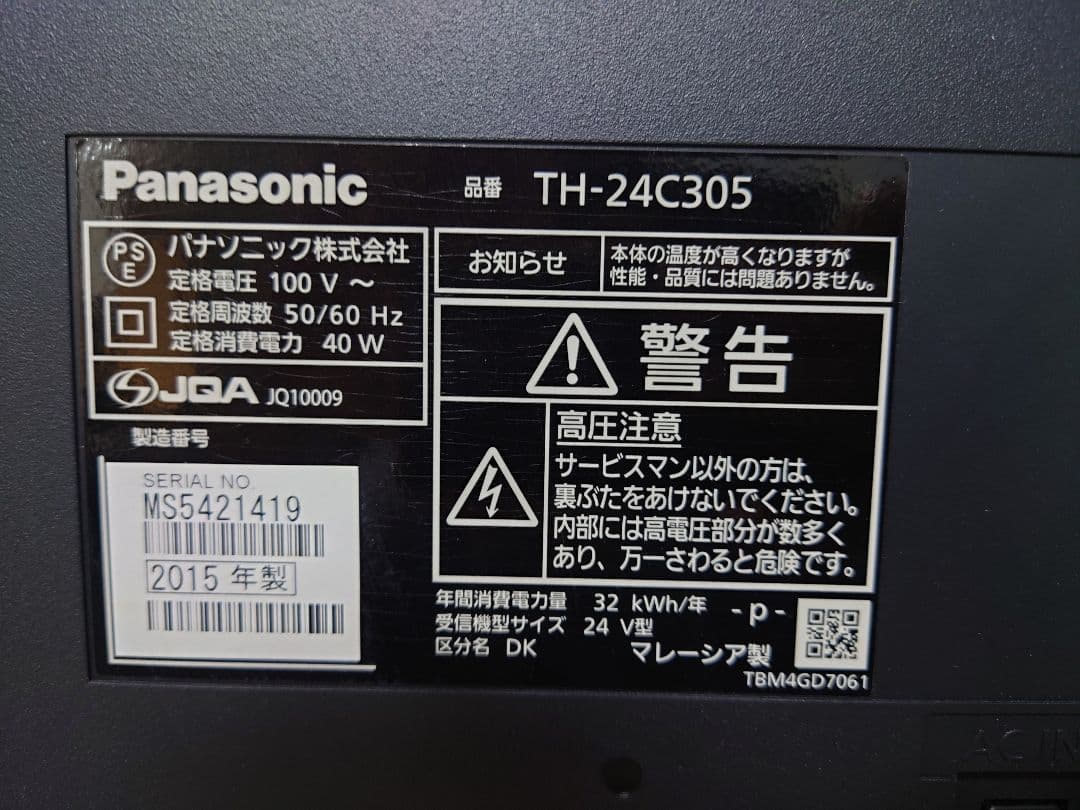 Panasonic
品番 TH-24C305
PS
E
パナソニック株式会社
定格電圧 100 V ～
定格周波数 50/60 Hz
定格消費電力 40 W
JQA JQ10009
製造番号
SERIAL NO.
MS5421419
2015 年製
お知らせ
本体の温度が高くなりますが
性能・品質には問題ありません。
警告
高圧注意
サービスマン以外の方は、
裏ぶたをあけないでください。
内部には高電圧部分が数多く
あり、万一さわると危険です。
年間消費電力量 32 kWh/年 -p-
受信機型サイズ 24 V型
区分名 DK
マレーシア製
TBM4GD7061
AC IN